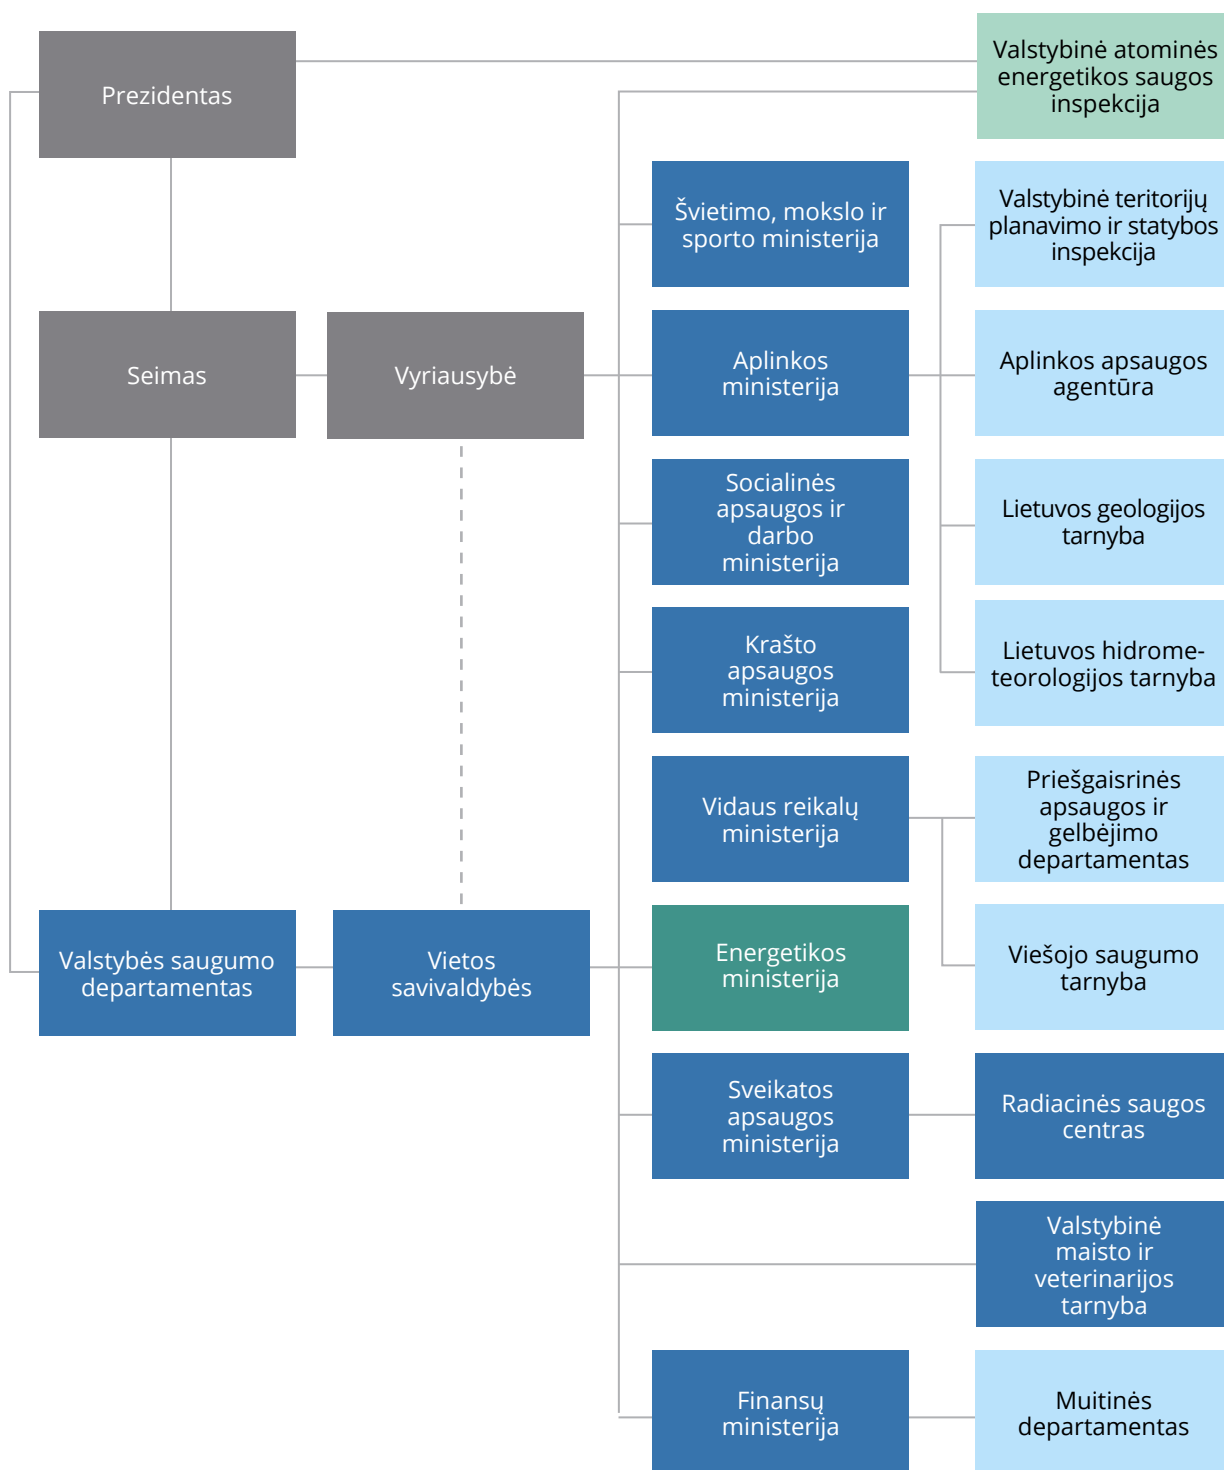 Prezidentas
Valstybinė atominės
energetikos saugos
inspekcija
Švietimo, mokslo ir
sporto ministerija
Valstybinė teritorijų
planavimo ir statybos
inspekcija
Seimas
Vyriausybė
Aplinkos
ministerija
Aplinkos apsaugos
agentūra
Socialinės
apsaugos ir
darbo
ministerija
Lietuvos geologijos
tarnyba
Krašto
apsaugos
ministerija
Lietuvos hidrome-
teorologijos tarnyba
Vidaus reikalų
ministerija
Priešgaisrinės
apsaugos ir
gelbėjimo
departamentas
Valstybės saugumo
departamentas
Vietos
savivaldybės
Energetikos
ministerija
Viešojo saugumo
tarnyba
Sveikatos
apsaugos
ministerija
Radiacinės saugos
centras
Valstybinė
maisto ir
veterinarijos
tarnyba
Finansų
ministerija
Muitinės
departamentas